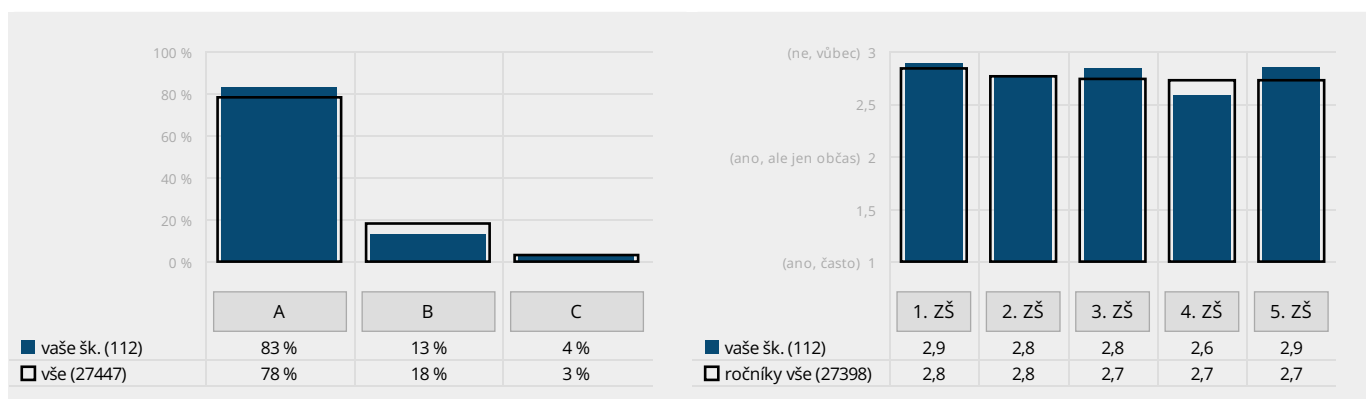 100 %
80 %
60 %
40 %
20 %
0 %
A B C
vaše šk. (112) 83 % 13 % 4 %
vše (27447) 78 % 18 % 3 %
(ne, vůbec) 3
2,5
(ano, ale jen občas) 2
1,5
(ano, často) 1
1. ZŠ 2. ZŠ 3. ZŠ 4. ZŠ 5. ZŠ
vaše šk. (112) 2,9 2,8 2,8 2,6 2,9
ročníky vše (27398) 2,8 2,8 2,7 2,7 2,7